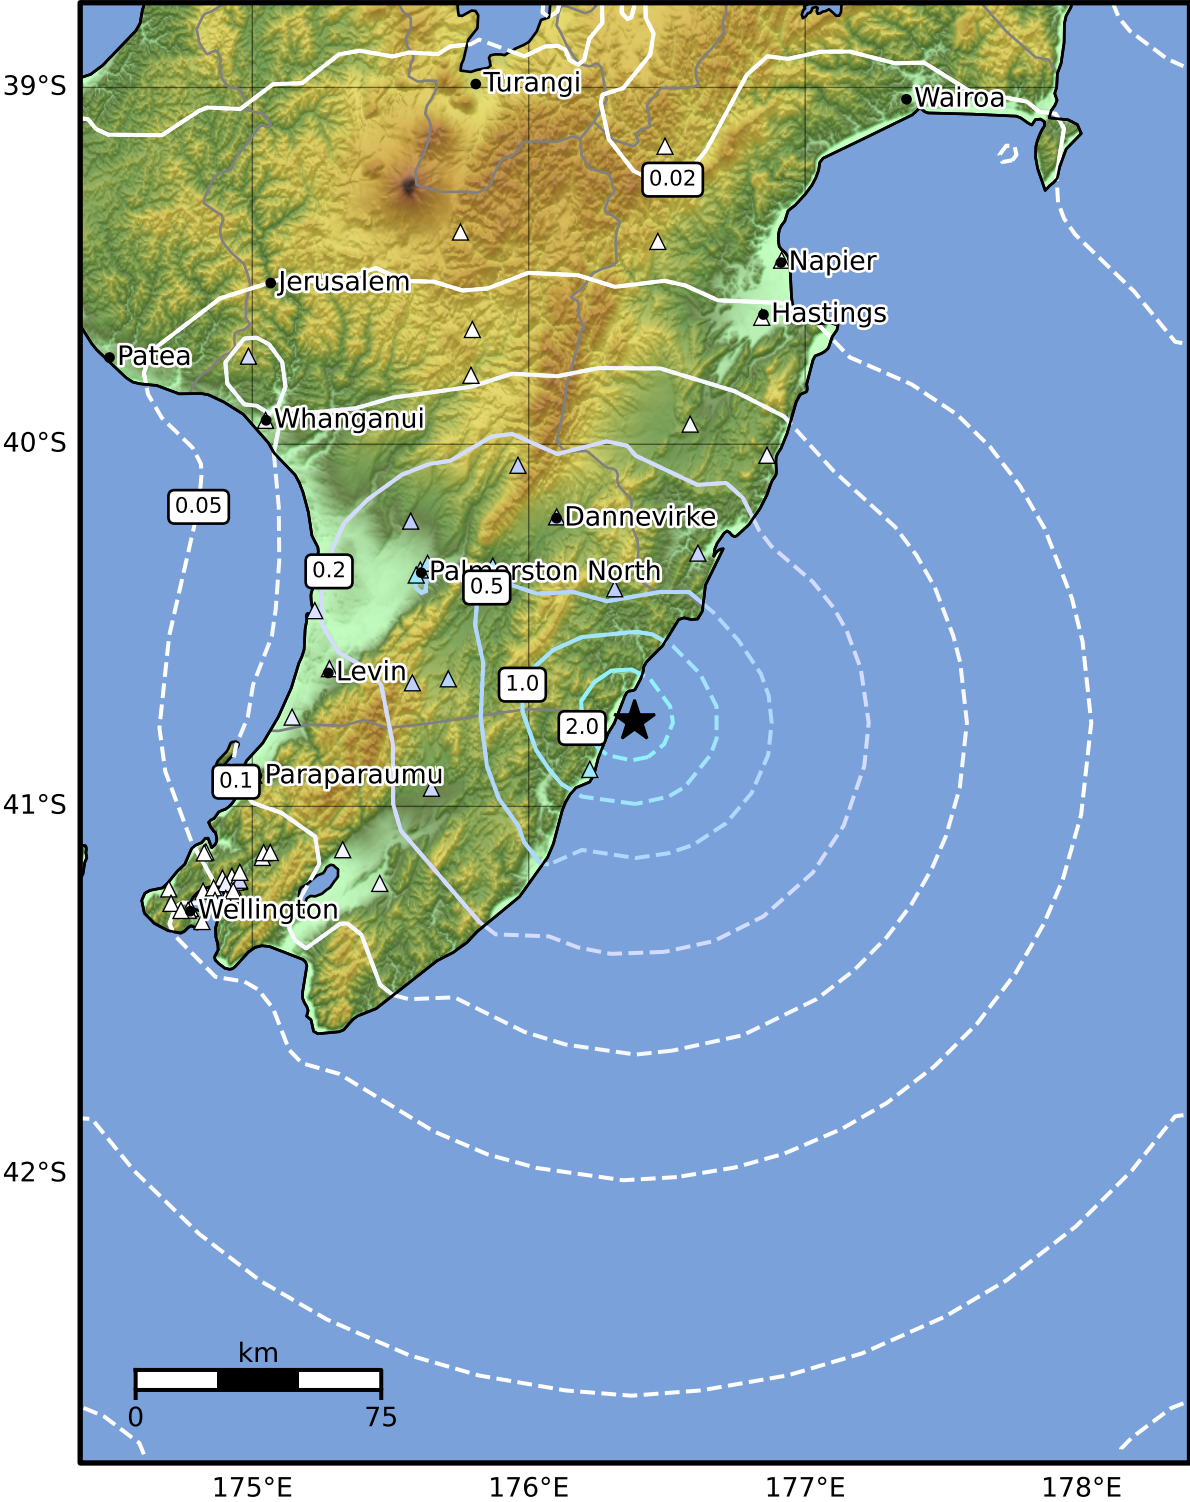 39°S
Turangi
Wairoa
0.02
Napier
Jerusalem
Hastings
Patea
Whanganui
40°S
0.05
Dannevirke
0.2
Palmerston North
0.5
Levin
1.0
2.0
0.1
Paraparaumu
41°S
Wellington
42°S
km
0
75
175°E
176°E
177°E
178°E